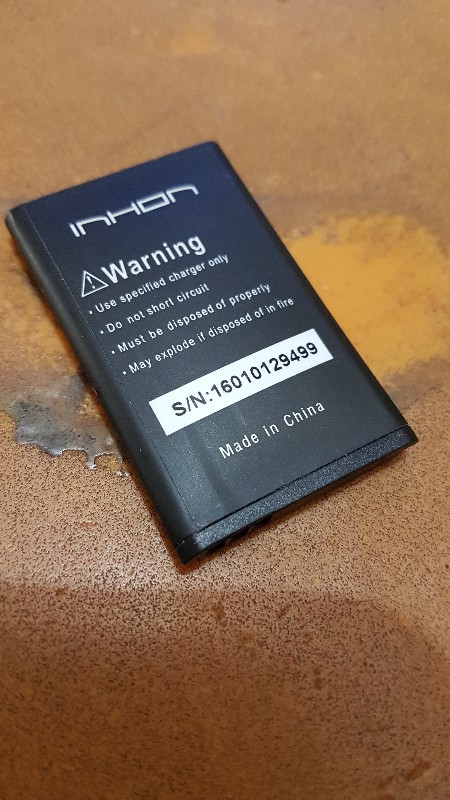 INHON
⚠Warning
• Use specified charger only
• Do not short circuit
• Must be disposed of properly
• May explode if disposed of in fire
S/N:16010129499
Made in China